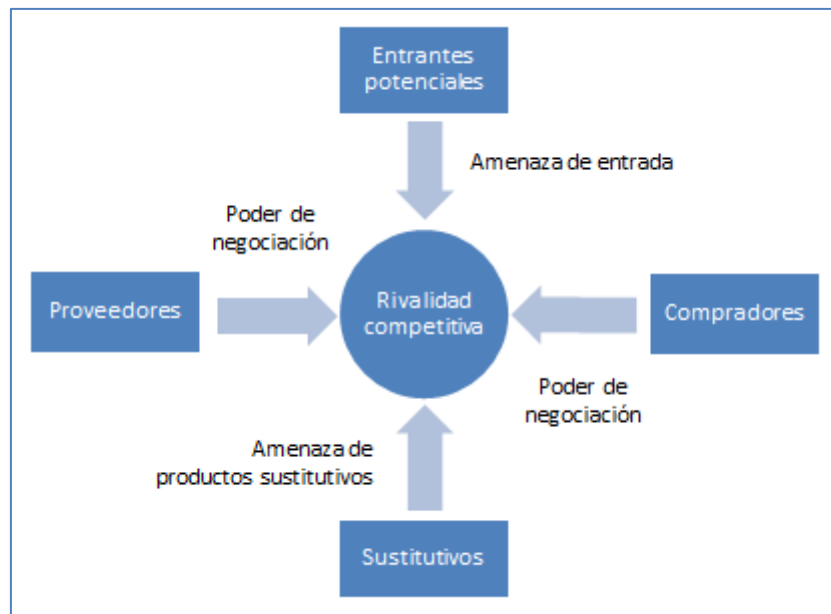 Entrantes
potenciales
Amenaza de entrada
Poder de
negociación
Proveedores
Rivalidad
competitiva
Compradores
Poder de
negociación
Amenaza de
productos sustitutivos
Sustitutivos